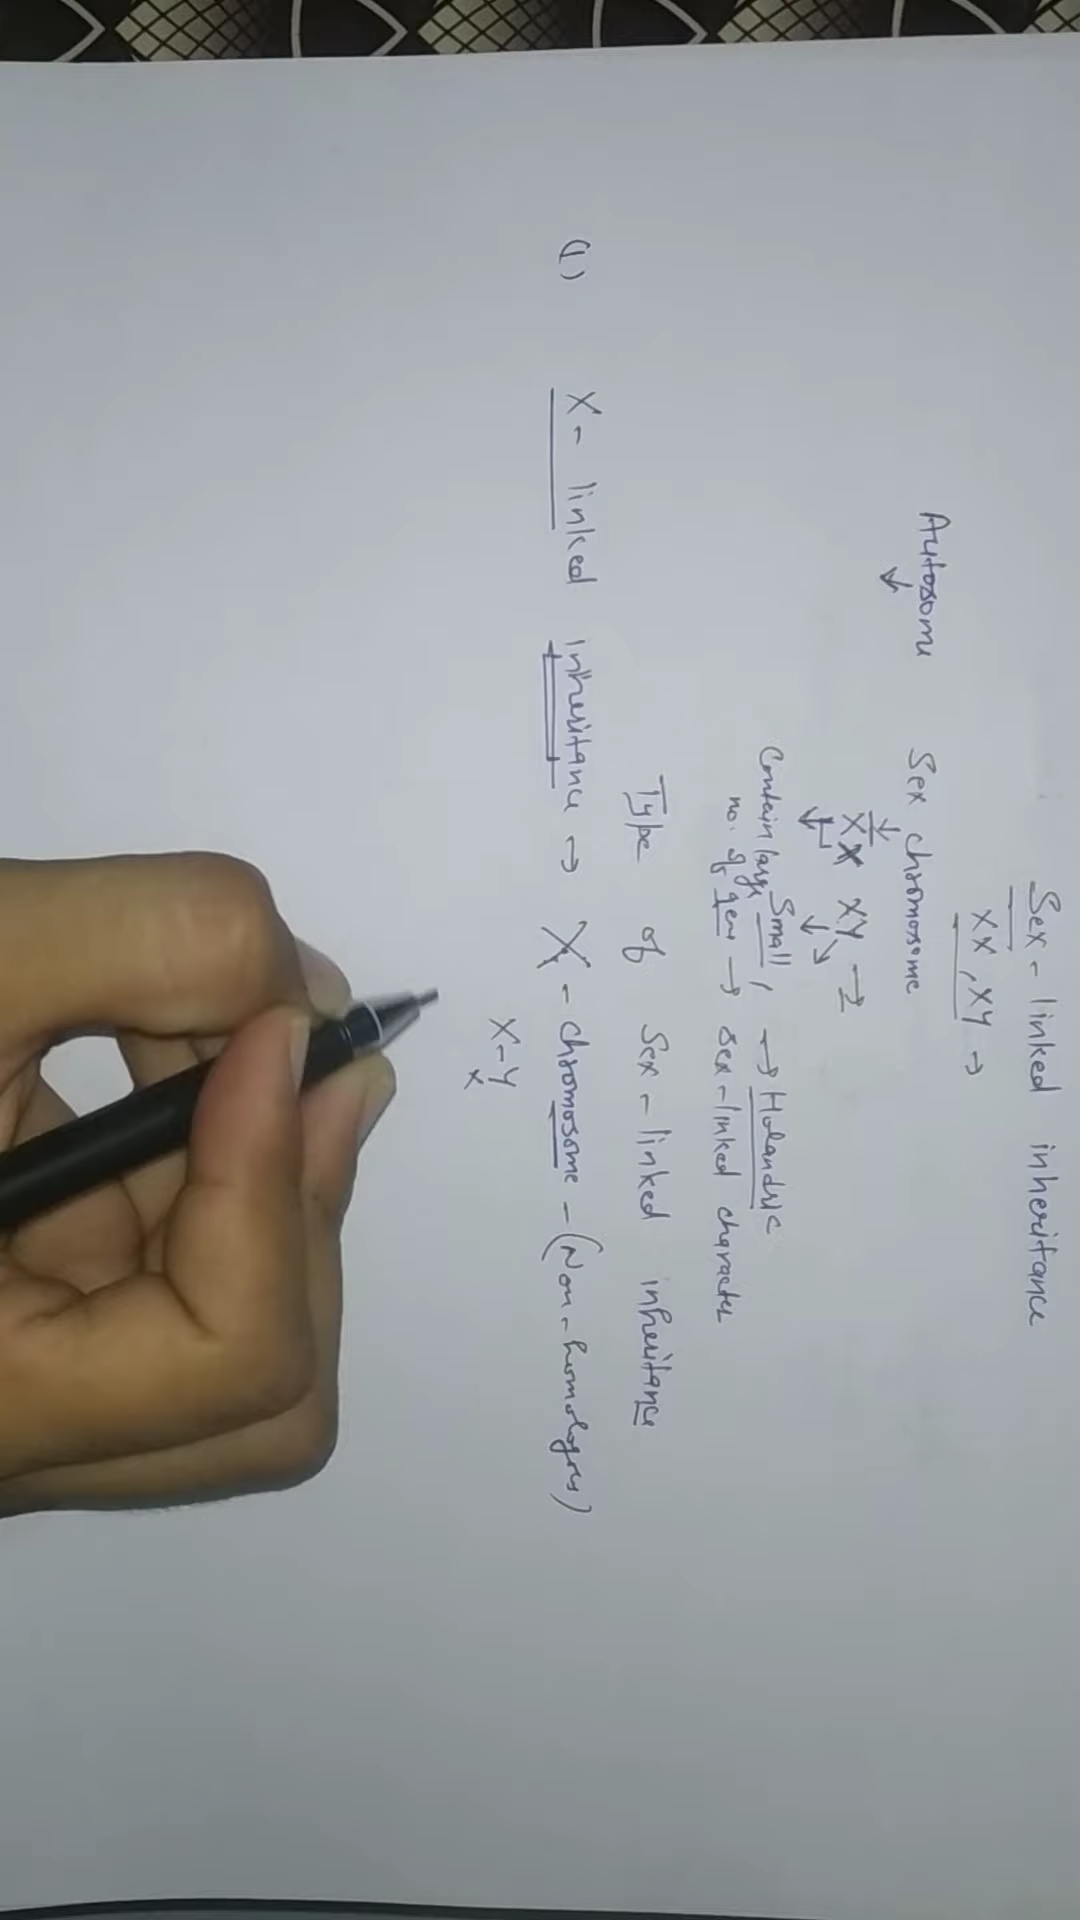 Sex-linked inheritance
XX, XY →
Autosome Sex chromosome
XX XY →
Contain large Small, → Holandric
no. of gene → sex-linked character
Type of Sex-linked inheritance
(1) X-linked inheritance → X-chromosome - (Non-homologous)
X-Y
x